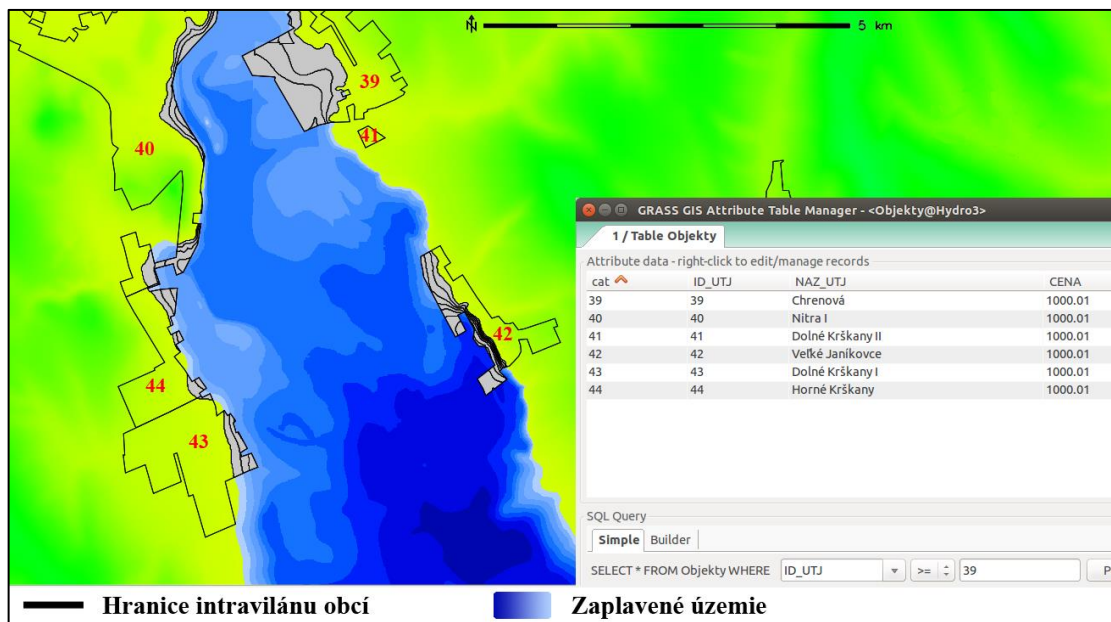 N
5 km
39
41
40
42
44
43
GRASS GIS Attribute Table Manager - <Objekty@Hydro3>
1 / Table Objekty
Attribute data - right-click to edit/manage records
cat ID_UTJ NAZ_UTJ CENA
39 39 Chrenová 1000.01
40 40 Nitra I 1000.01
41 41 Dolné Krškany II 1000.01
42 42 Veľké Janíkovce 1000.01
43 43 Dolné Krškany I 1000.01
44 44 Horné Krškany 1000.01
SQL Query
Simple Builder
SELECT * FROM Objekty WHERE ID_UTJ >= 39 P
Hranice intravilánu obcí Zaplavené územie